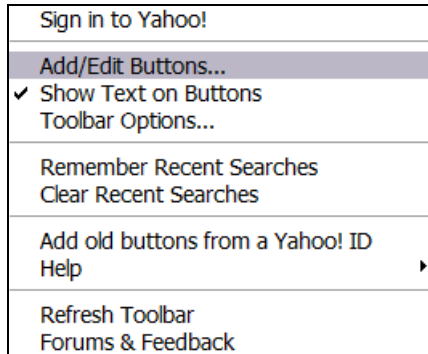 Sign in to Yahoo!
Add/Edit Buttons...
Show Text on Buttons
Toolbar Options...
Remember Recent Searches
Clear Recent Searches
Add old buttons from a Yahoo! ID
Help
Refresh Toolbar
Forums & Feedback